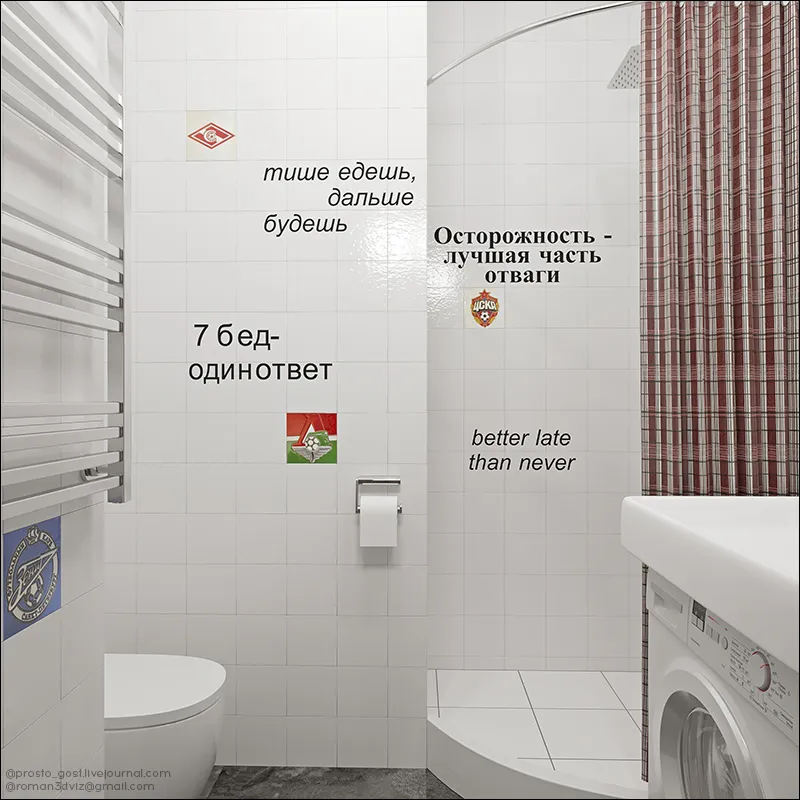 тише едешь,
дальше
будешь
Осторожность -
лучшая часть
отваги
ЦСКА
7 бед-
один ответ
better late
than never
@prosto_gost.livejournal.com
@roman3dviz@gmail.com